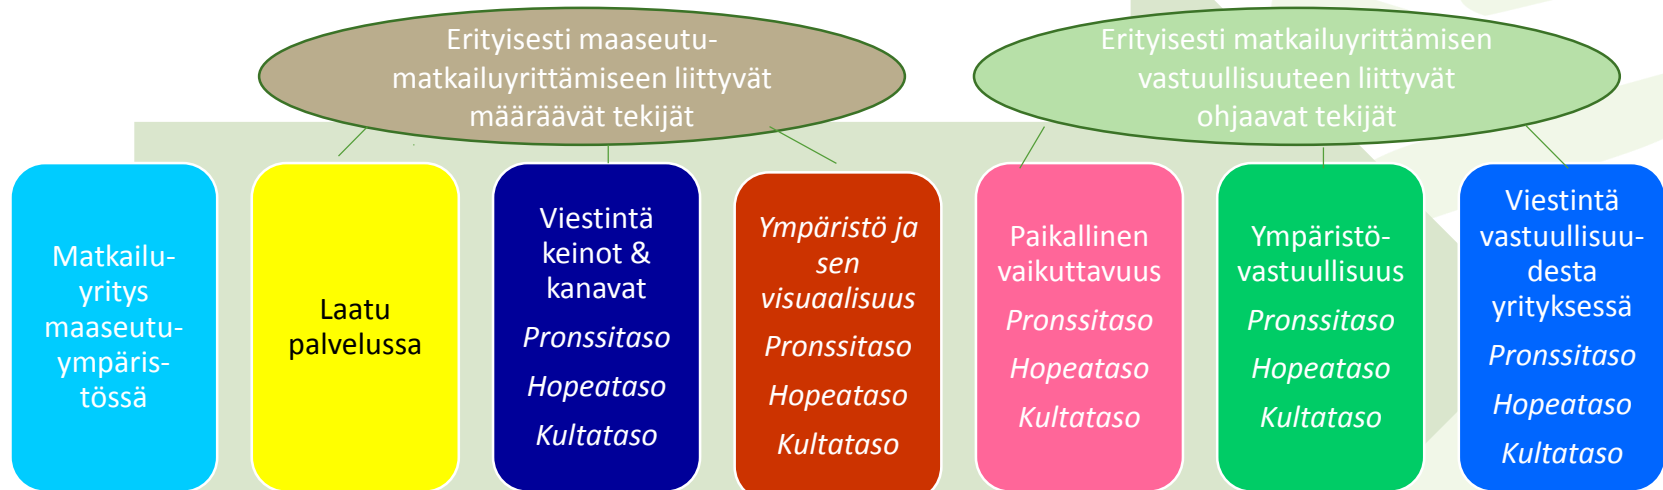 Erityisesti maaseutu-
matkailuyrittämiseen liittyvät
määräävät tekijät
Erityisesti matkailuyrittämisen
vastuullisuuteen liittyvät
ohjaavat tekijät
Matkailu-
yritys
maaseutu-
ympäris-
tössä
Laatu
palvelussa
Viestintä
keinot &
kanavat
Pronssitaso
Hopeataso
Kultataso
Ympäristö ja
sen
visuaalisuus
Pronssitaso
Hopeataso
Kultataso
Paikallinen
vaikuttavuus
Pronssitaso
Hopeataso
Kultataso
Ympäristö-
vastuullisuus
Pronssitaso
Hopeataso
Kultataso
Viestintä
vastuullisuu-
desta
yrityksessä
Pronssitaso
Hopeataso
Kultataso